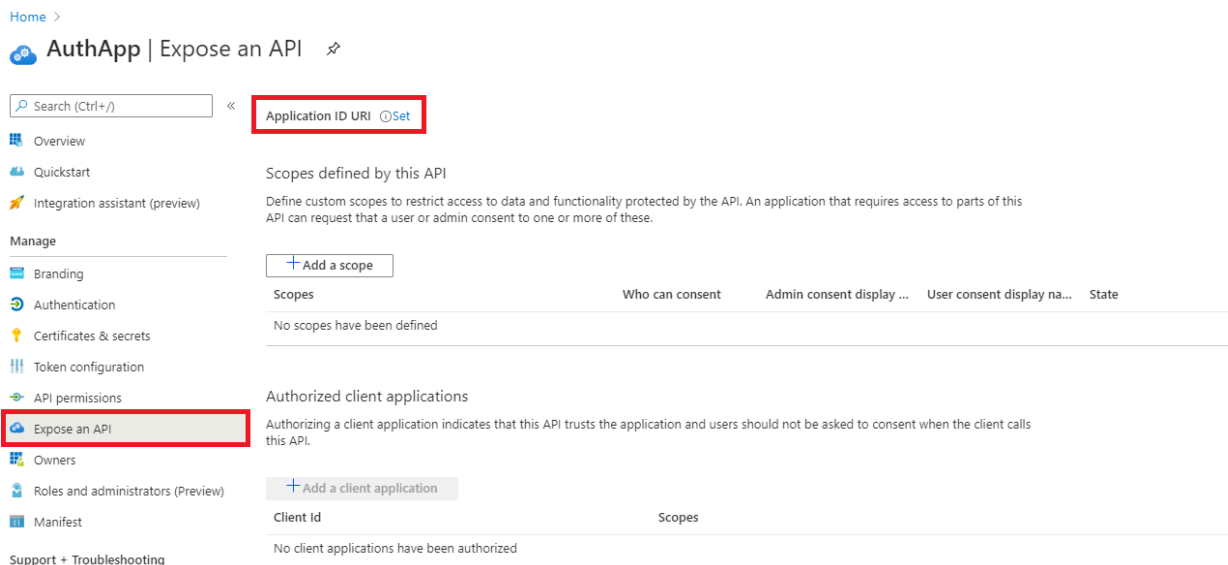 Home >
AuthApp | Expose an API
Search (Ctrl+/)
«
Overview
Quickstart
Integration assistant (preview)
Manage
Branding
Authentication
Certificates & secrets
Token configuration
API permissions
Expose an API
Owners
Roles and administrators (Preview)
Manifest
Support + Troubleshooting
Application ID URI Set
Scopes defined by this API
Define custom scopes to restrict access to data and functionality protected by the API. An application that requires access to parts of this
API can request that a user or admin consent to one or more of these.
+ Add a scope
Scopes Who can consent Admin consent display ... User consent display na... State
No scopes have been defined
Authorized client applications
Authorizing a client application indicates that this API trusts the application and users should not be asked to consent when the client calls
this API.
+ Add a client application
Client Id Scopes
No client applications have been authorized